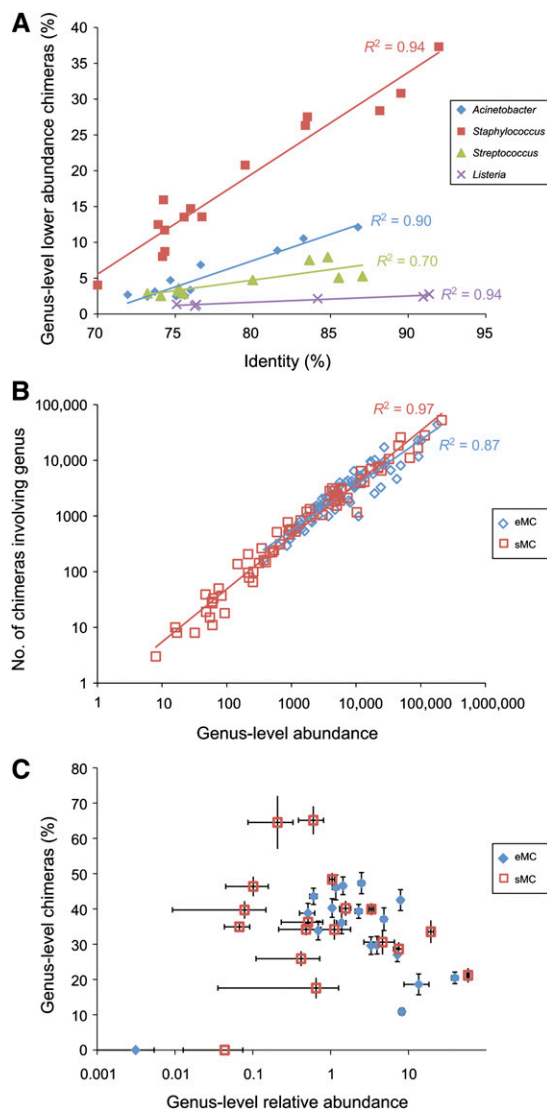 A
Genus-level lower abundance chimeras (%)
40
35
30
25
20
15
10
5
0
70
75
80
85
90
95
Identity (%)
R² = 0.94
R² = 0.90
R² = 0.70
R² = 0.94
Acinetobacter
Staphylococcus
Streptococcus
Listeria
B
No. of chimeras involving genus
100,000
10,000
1000
100
10
1
1
10
100
1000
10,000
100,000
1,000,000
Genus-level abundance
R² = 0.97
R² = 0.87
eMC
sMC
C
Genus-level chimeras (%)
80
70
60
50
40
30
20
10
0
0.001
0.01
0.1
1
10
Genus-level relative abundance
eMC
sMC